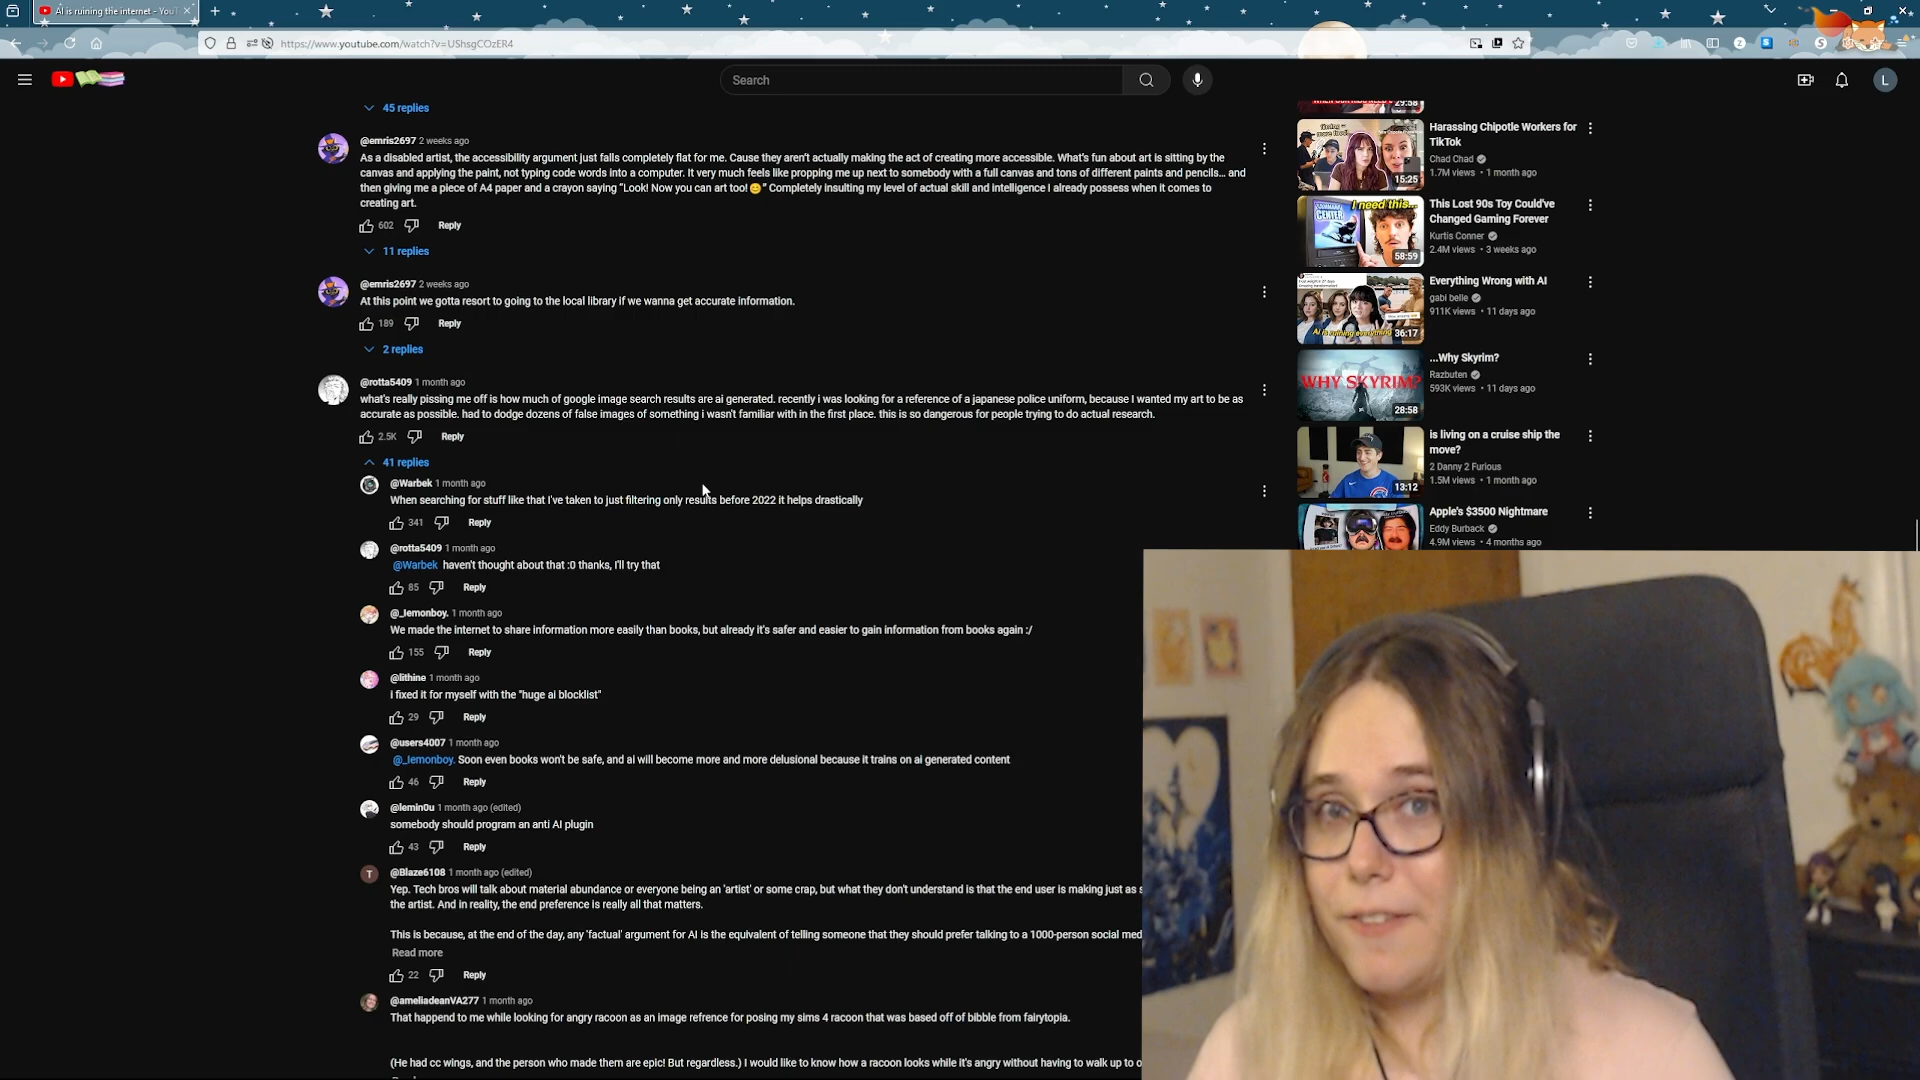 AI is ruining the internet - YouT
https://www.youtube.com/watch?v=UShsgCOzER4
Search
L
45 replies
@emris2697 2 weeks ago
As a disabled artist, the accessibility argument just falls completely flat for me. Cause they aren't actually making the act of creating more accessible. What's fun about art is sitting by the
canvas and applying the paint, not typing code words into a computer. It very much feels like propping me up next to somebody with a full canvas and tons of different paints and pencils... and
then giving me a piece of A4 paper and a crayon saying "Look! Now you can art too!😊" Completely insulting my level of actual skill and intelligence I already possess when it comes to
creating art.
602 Reply
11 replies
@emris2697 2 weeks ago
At this point we gotta resort to going to the local library if we wanna get accurate information.
189 Reply
2 replies
@rotta5409 1 month ago
what's really pissing me off is how much of google image search results are ai generated. recently i was looking for a reference of a japanese police uniform, because I wanted my art to be as
accurate as possible. had to dodge dozens of false images of something i wasn't familiar with in the first place. this is so dangerous for people trying to do actual research.
2.5K Reply
41 replies
@Warbek 1 month ago
When searching for stuff like that I've taken to just filtering only results before 2022 it helps drastically
341 Reply
@rotta5409 1 month ago
@Warbek haven't thought about that :0 thanks, I'll try that
85 Reply
@_lemonboy. 1 month ago
We made the internet to share information more easily than books, but already it's safer and easier to gain information from books again :/
155 Reply
@lithine 1 month ago
i fixed it for myself with the "huge ai blocklist"
29 Reply
@users4007 1 month ago
@_lemonboy. Soon even books won't be safe, and ai will become more and more delusional because it trains on ai generated content
46 Reply
@lemin0u 1 month ago (edited)
somebody should program an anti AI plugin
43 Reply
T
@Blaze6108 1 month ago (edited)
Yep. Tech bros will talk about material abundance or everyone being an 'artist' or some crap, but what they don't understand is that the end user is making just as s
the artist. And in reality, the end preference is really all that matters.
This is because, at the end of the day, any 'factual' argument for AI is the equivalent of telling someone that they should prefer talking to a 1000-person social med
Read more
22 Reply
@ameliadeanVA277 1 month ago
That happend to me while looking for angry racoon as an image refrence for posing my sims 4 racoon that was based off of bibble from fairytopia.
(He had cc wings, and the person who made them are epic! But regardless.) I would like to know how a racoon looks while it's angry without having to walk up to o
29:58
Harassing Chipotle Workers for
TikTok
Chad Chad
1.7M views • 1 month ago
15:25
I need this...
This Lost 90s Toy Could've
Changed Gaming Forever
Kurtis Conner
2.4M views • 3 weeks ago
58:59
Everything Wrong with AI
gabi belle
911K views • 11 days ago
AI is ruining everything
36:17
WHY SKYRIM?
...Why Skyrim?
Razbuten
593K views • 11 days ago
28:58
is living on a cruise ship the
move?
2 Danny 2 Furious
1.5M views • 1 month ago
13:12
Apple's $3500 Nightmare
Eddy Burback
4.9M views • 4 months ago